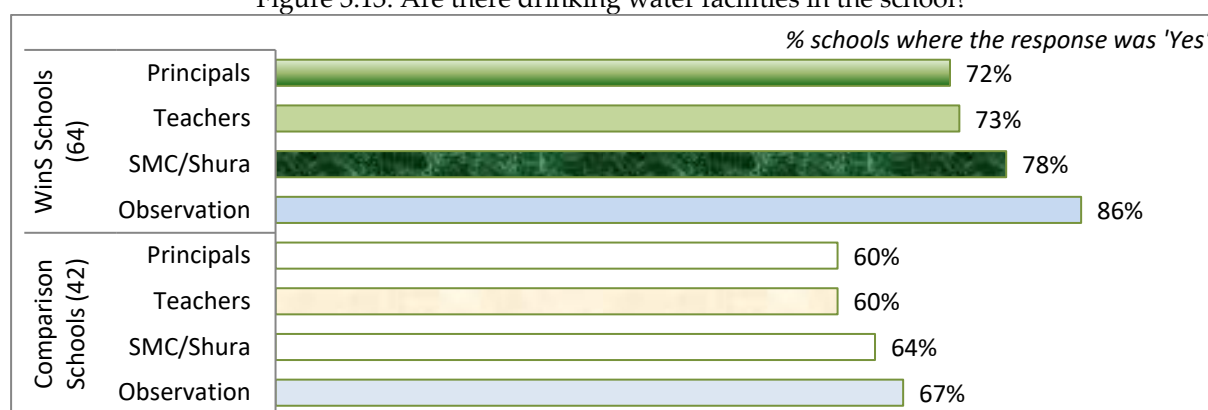 Figure 3.13: Are there drinking water facilities in the school?
% schools where the response was 'Yes'
WinS Schools
(64)
Principals 72%
Teachers 73%
SMC/Shura 78%
Observation 86%
Comparison
Schools (42)
Principals 60%
Teachers 60%
SMC/Shura 64%
Observation 67%